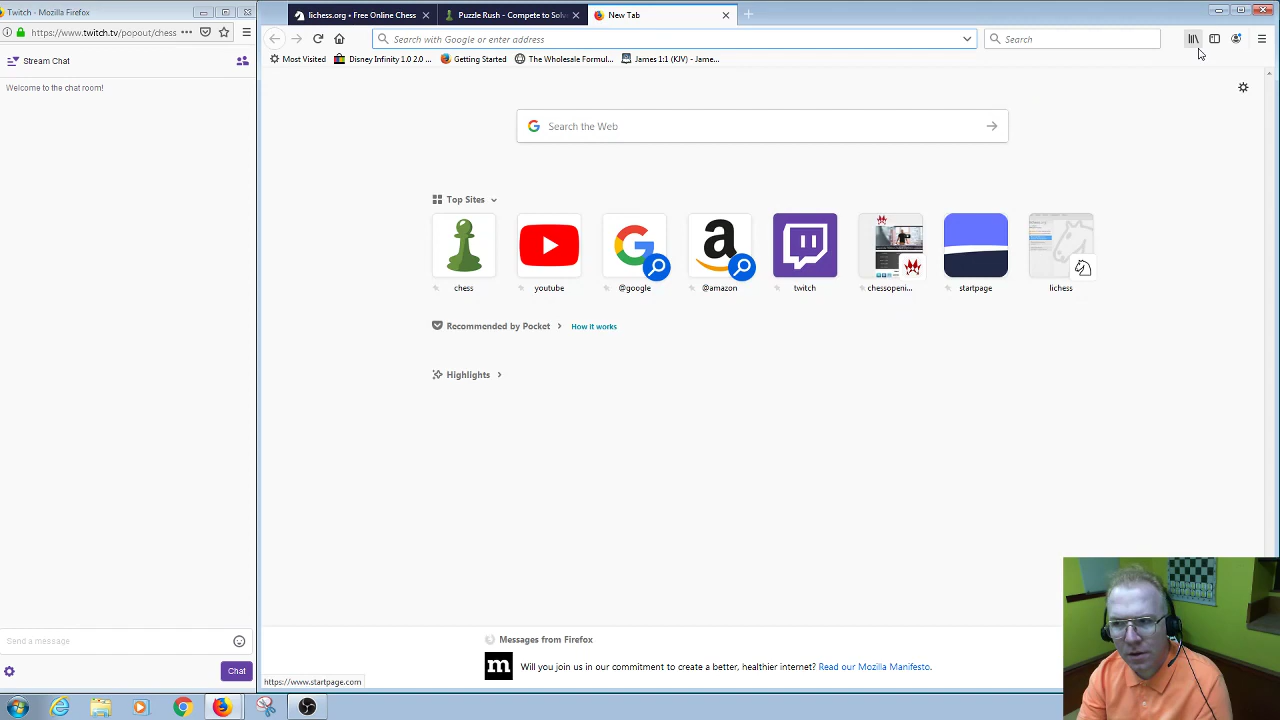 Twitch - Mozilla Firefox
https://www.twitch.tv/popout/chess
Stream Chat
Welcome to the chat room!
Send a message
Chat
lichess.org • Free Online Chess
Puzzle Rush - Compete to Solv
New Tab
Search with Google or enter address
Search
Most Visited
Disney Infinity 1.0 2.0 ...
Getting Started
The Wholesale Formul...
James 1:1 (KJV) - Jame...
Search the Web
Top Sites
chess
youtube
@google
@amazon
twitch
chessopeni...
startpage
lichess
Recommended by Pocket
How it works
Highlights
Messages from Firefox
Will you join us in our commitment to create a better, healthier internet? Read our Mozilla Manifesto.
https://www.startpage.com